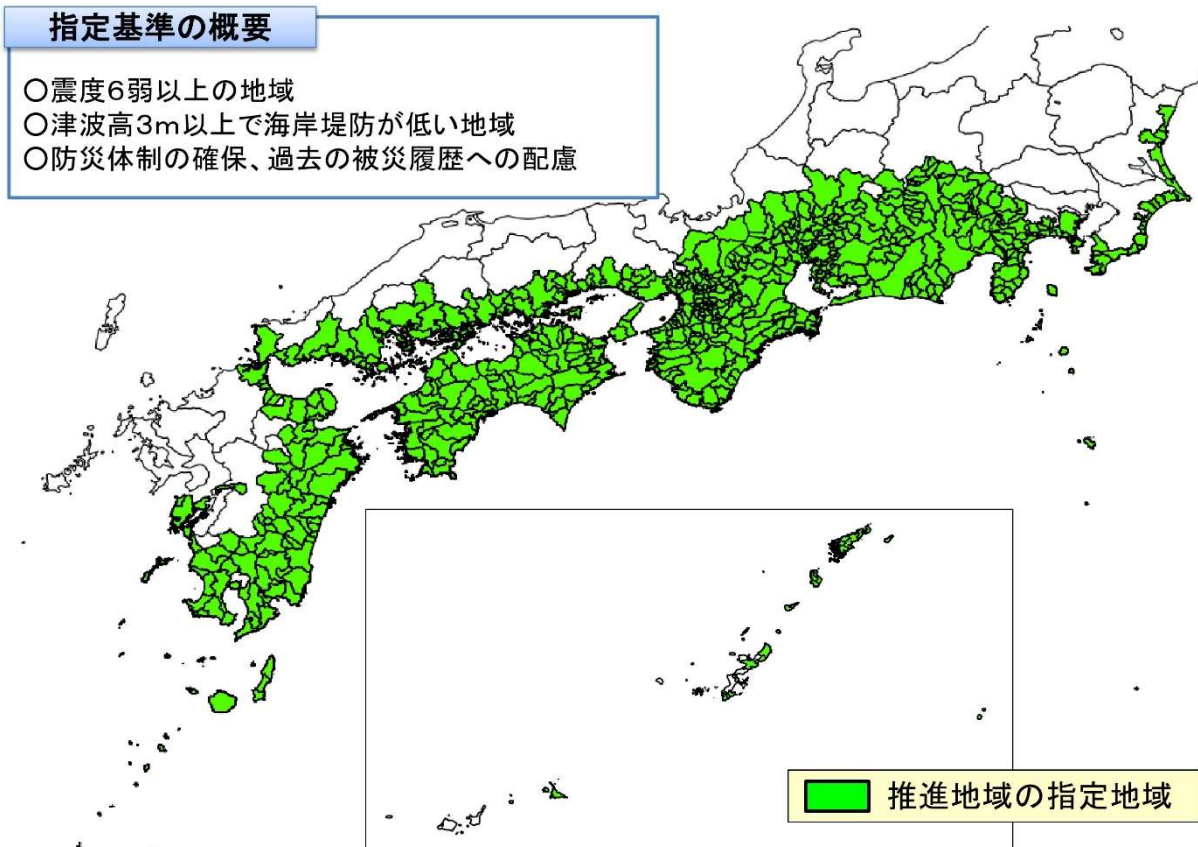 指定基準の概要
○震度6弱以上の地域
○津波高3m以上で海岸堤防が低い地域
○防災体制の確保、過去の被災履歴への配慮
推進地域の指定地域